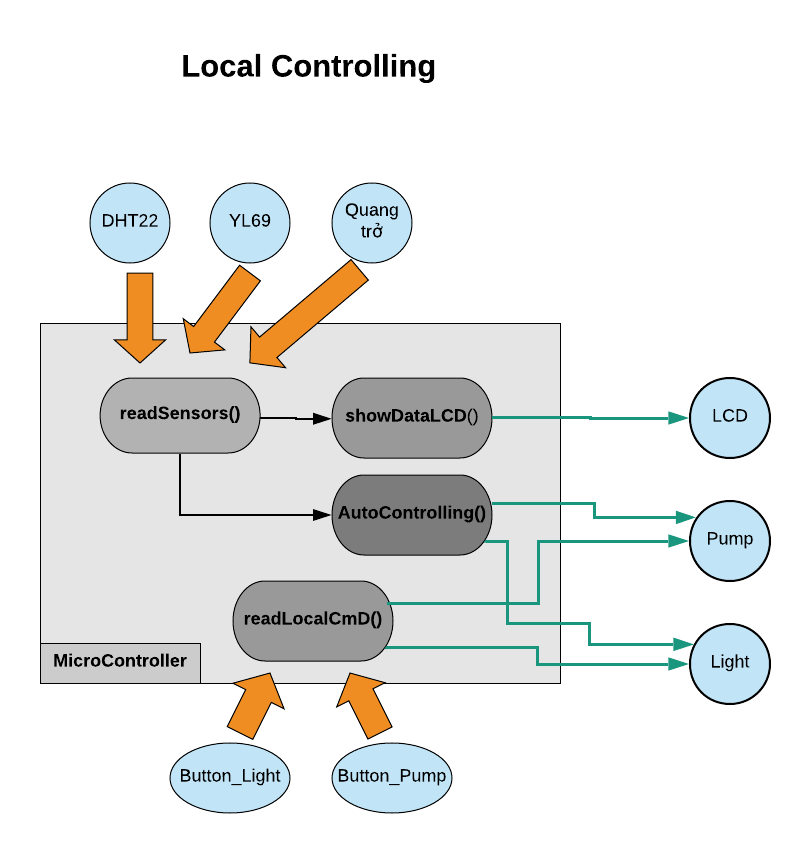 Local Controlling
DHT22
YL69
Quang
trở
readSensors()
showDataLCD()
LCD
AutoControlling()
Pump
readLocalCmD()
MicroController
Light
Button_Light
Button_Pump